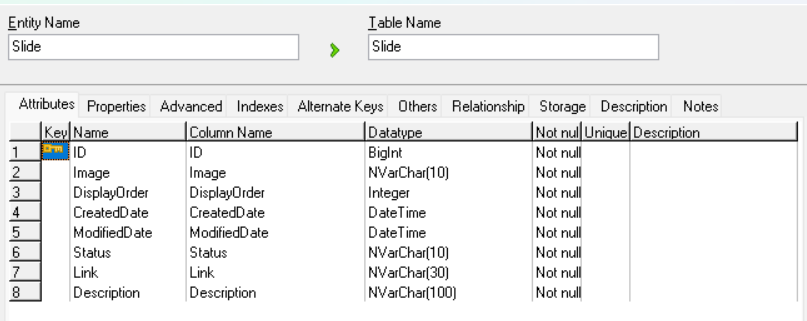 Entity Name Table Name
Slide Slide
Attributes Properties Advanced Indexes Alternate Keys Others Relationship Storage Description Notes
Key Name Column Name Datatype Not nul Unique Description
1 ID ID BigInt Not null
2 Image Image NVarChar(10) Not null
3 DisplayOrder DisplayOrder Integer Not null
4 CreatedDate CreatedDate DateTime Not null
5 ModifiedDate ModifiedDate DateTime Not null
6 Status Status NVarChar(10) Not null
7 Link Link NVarChar(30) Not null
8 Description Description NVarChar(100) Not null